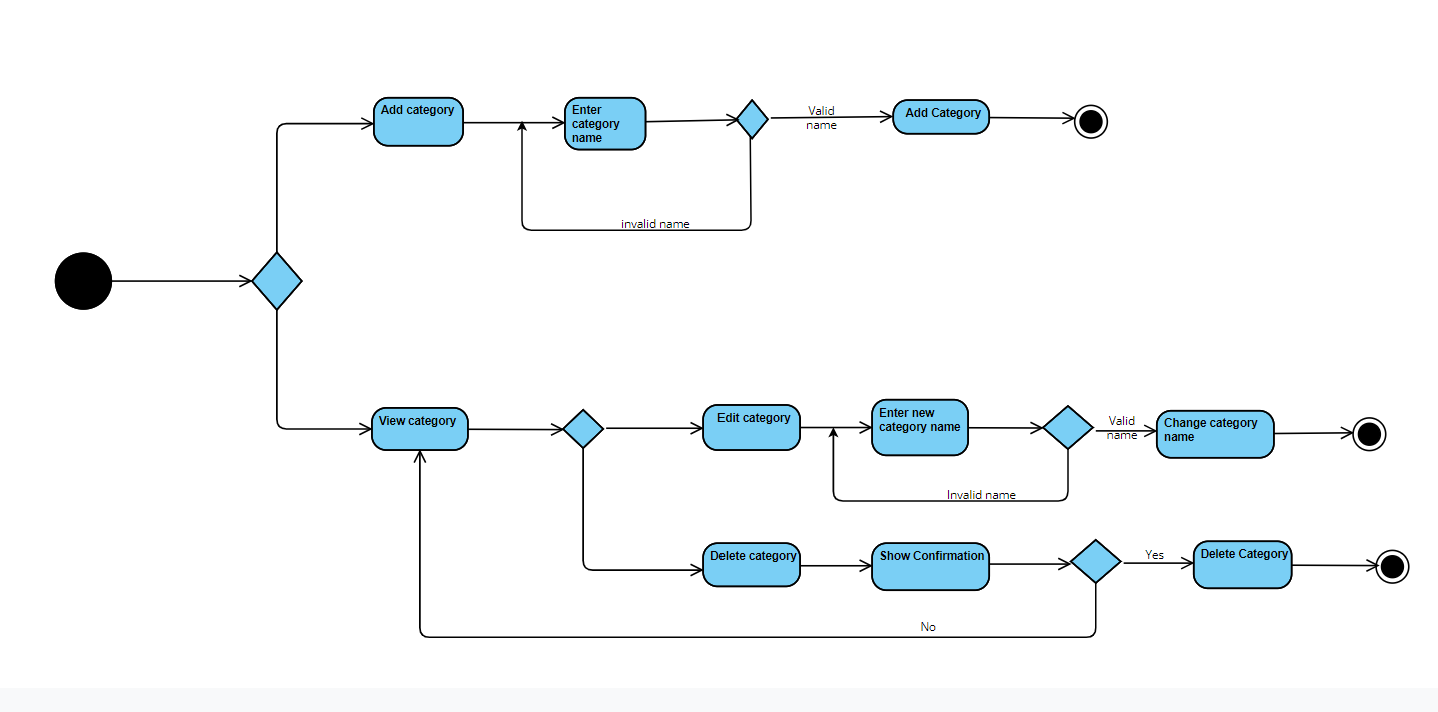 Add category
Enter
category
name
Valid
name
Add Category
invalid name
View category
Edit category
Enter new
category name
Valid
name
Change category
name
Invalid name
Delete category
Show Confirmation
Yes
Delete Category
No